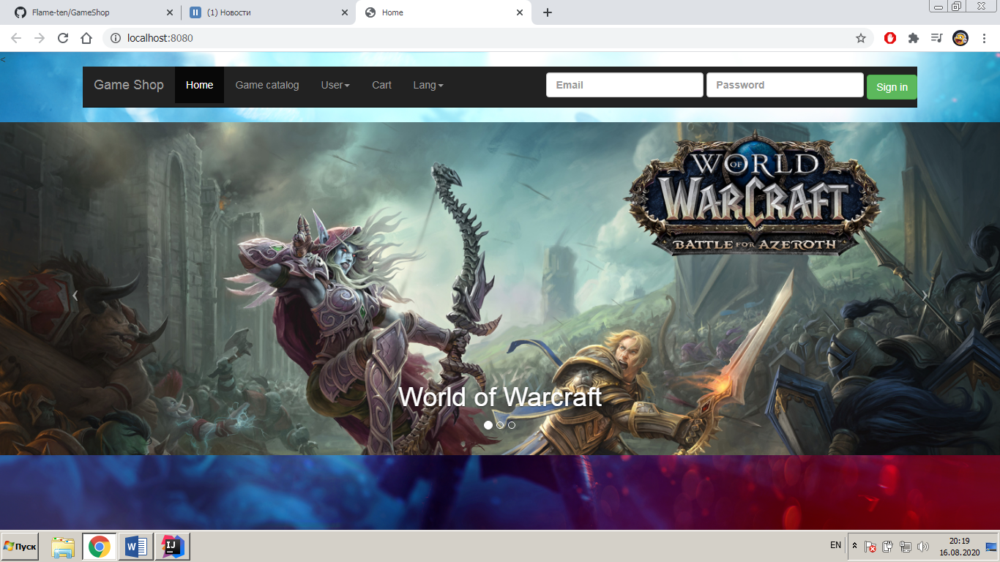 Flame-ten/GameShop
(1) Новости
Home
localhost:8080
<
Game Shop Home Game catalog User Cart Lang Email Password Sign in
WORLD
OF
WARCRAFT
BATTLE FOR AZEROTH
World of Warcraft
Пуск
W
IJ
EN
20:19
16.08.2020